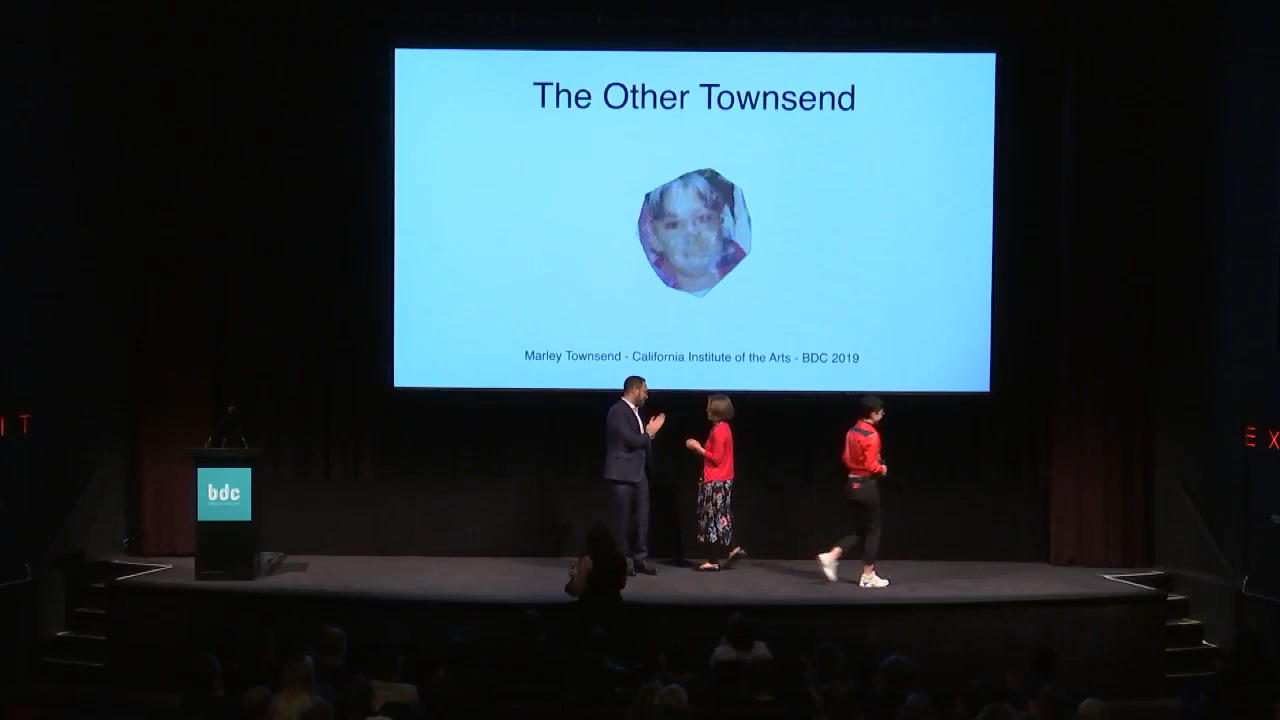 The Other Townsend
Marley Townsend - California Institute of the Arts - BDC 2019
I T
E X
bdc